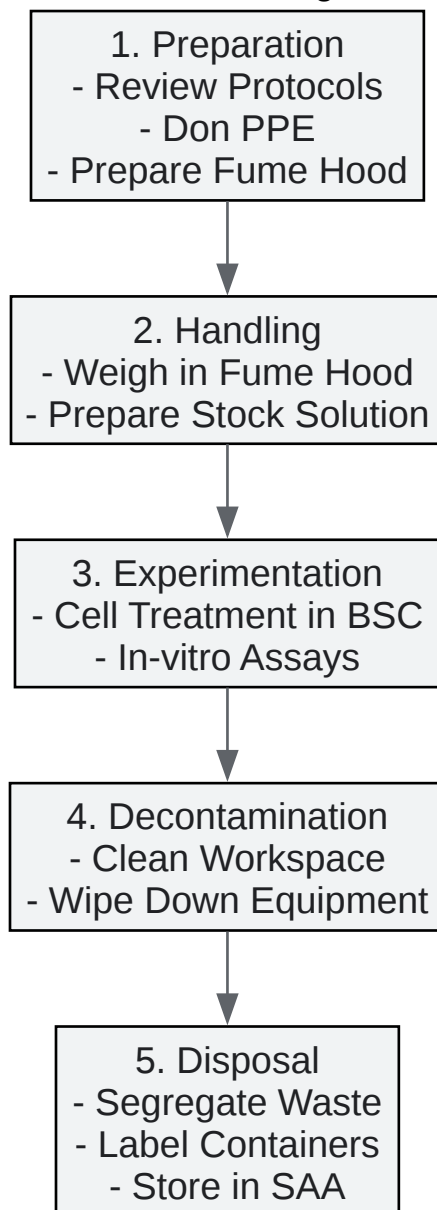 1. Preparation
- Review Protocols
- Don PPE
- Prepare Fume Hood
2. Handling
- Weigh in Fume Hood
- Prepare Stock Solution
3. Experimentation
- Cell Treatment in BSC
- In-vitro Assays
4. Decontamination
- Clean Workspace
- Wipe Down Equipment
5. Disposal
- Segregate Waste
- Label Containers
- Store in SAA